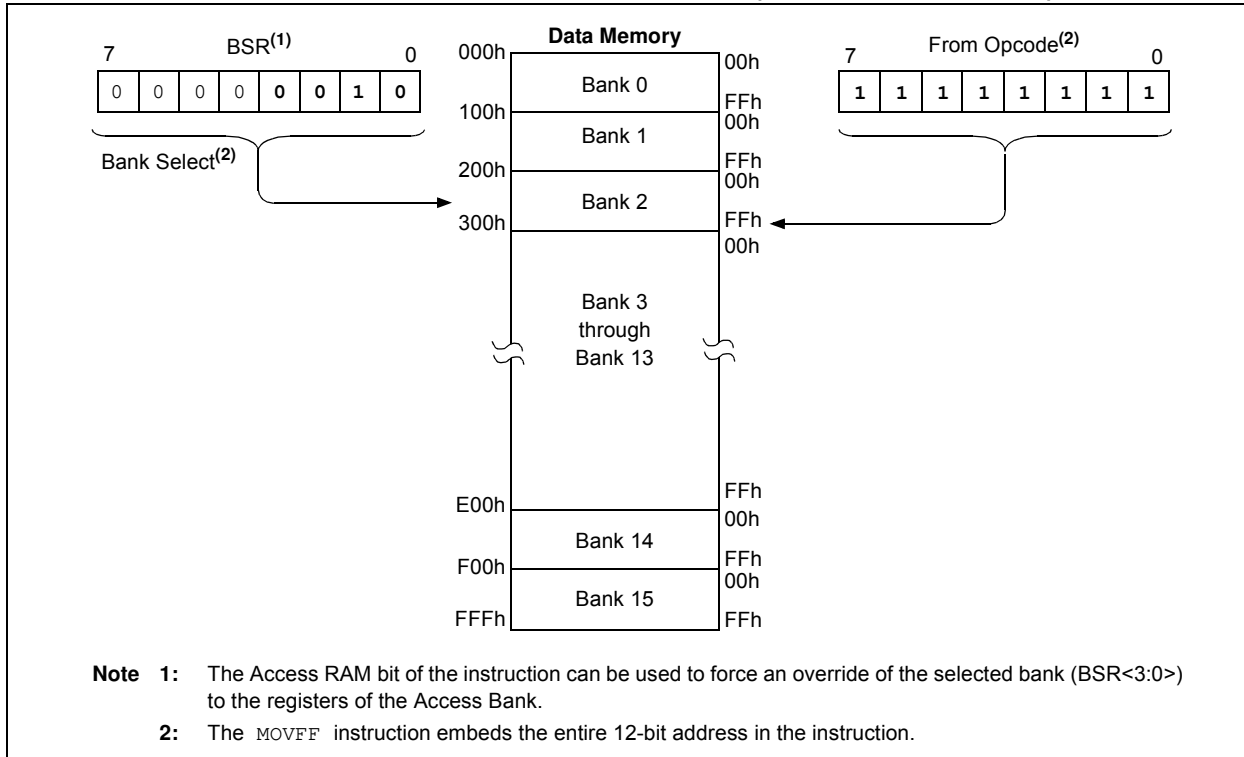 7 BSR(1) 0
0 0 0 0 0 0 1 0
Bank Select(2)
Data Memory
000h
00h
Bank 0
FFh
100h
00h
Bank 1
FFh
200h
00h
Bank 2
FFh
300h
00h
Bank 3
through
Bank 13
FFh
E00h
00h
Bank 14
FFh
F00h
00h
Bank 15
FFFh
FFh
7 From Opcode(2) 0
1 1 1 1 1 1 1 1
Note 1: The Access RAM bit of the instruction can be used to force an override of the selected bank (BSR<3:0>)
to the registers of the Access Bank.
2: The MOVFF instruction embeds the entire 12-bit address in the instruction.